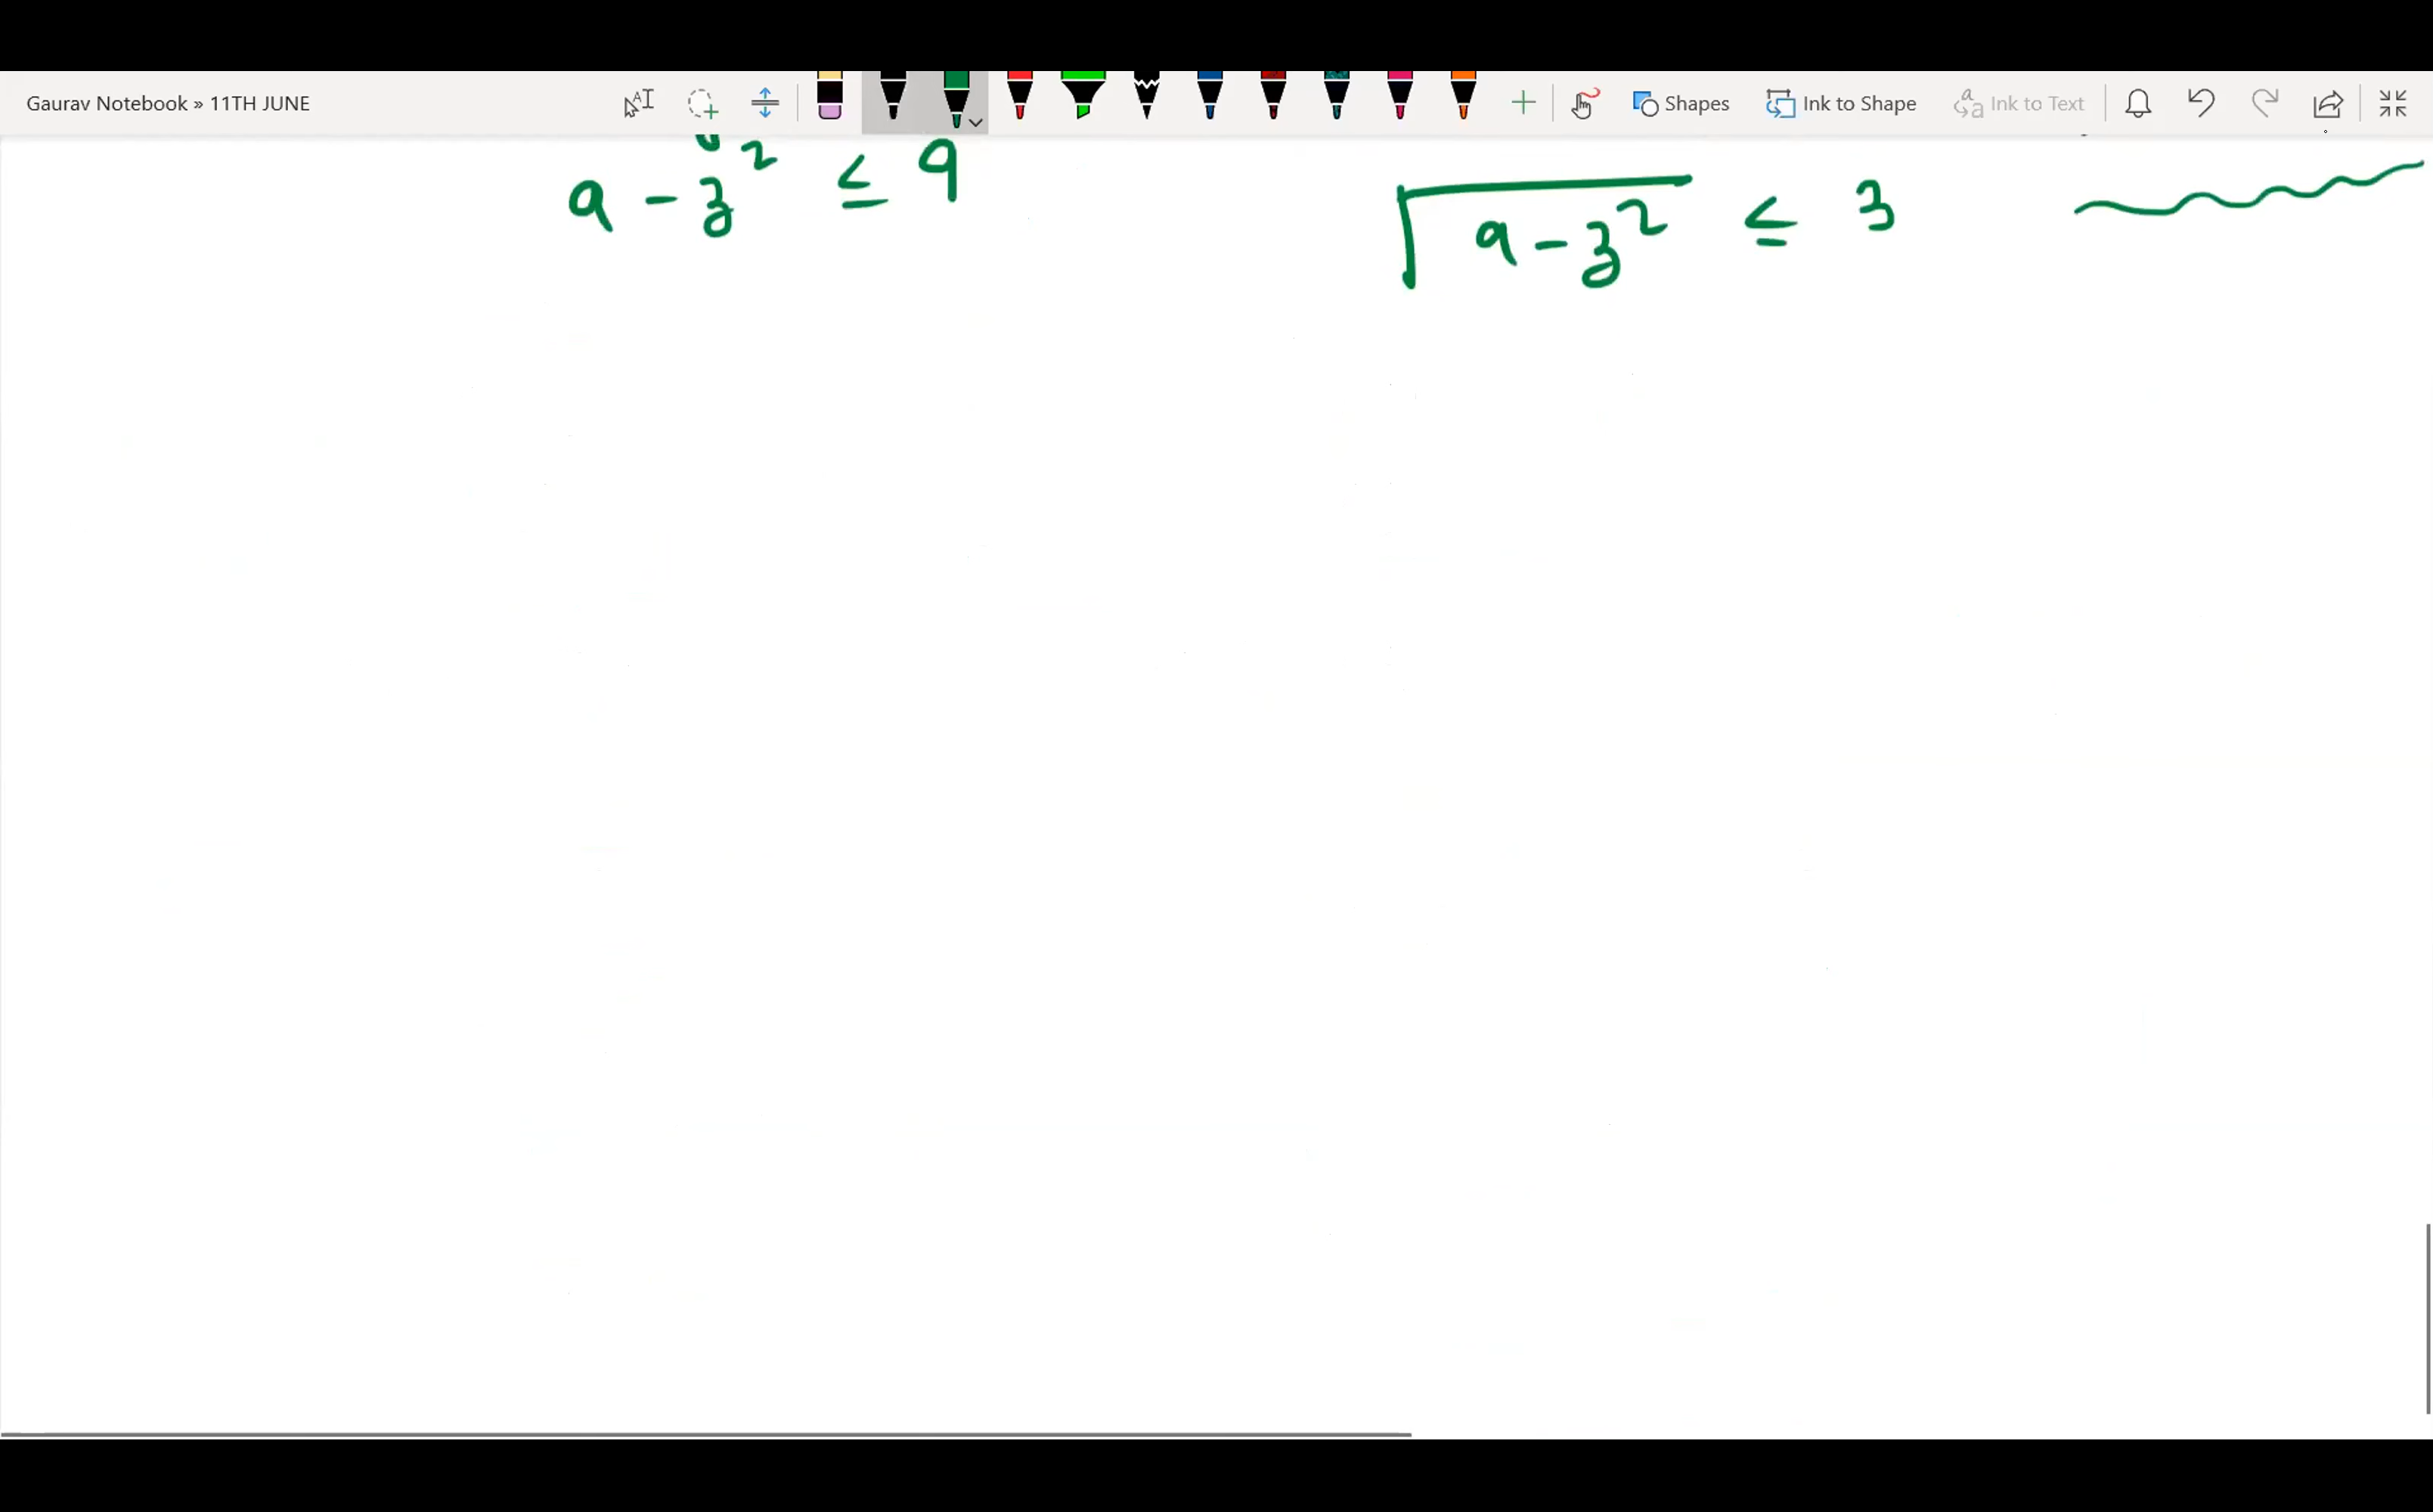 Gaurav Notebook » 11TH JUNE Shapes Ink to Shape Ink to Text
9 - z² ≤ 9
√(9 - z²) ≤ 3